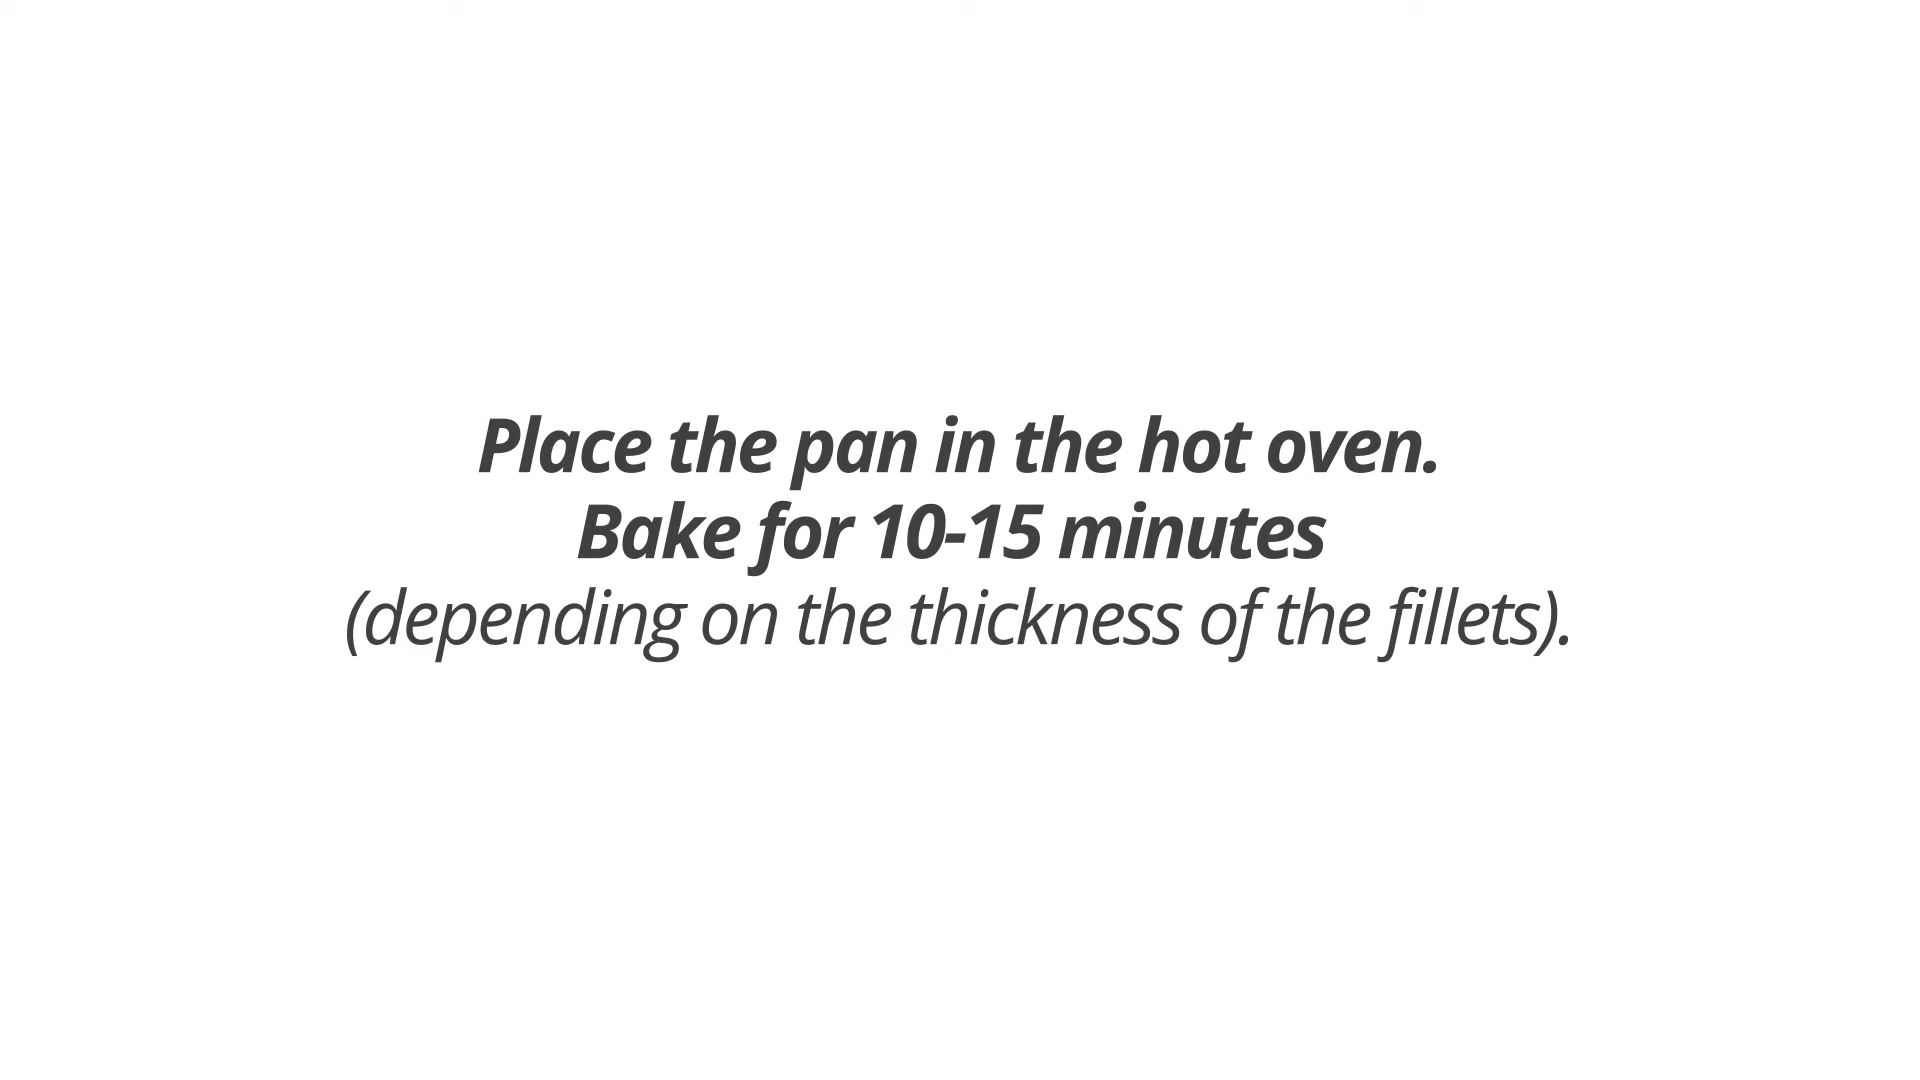 Place the pan in the hot oven.
Bake for 10-15 minutes
(depending on the thickness of the fillets).